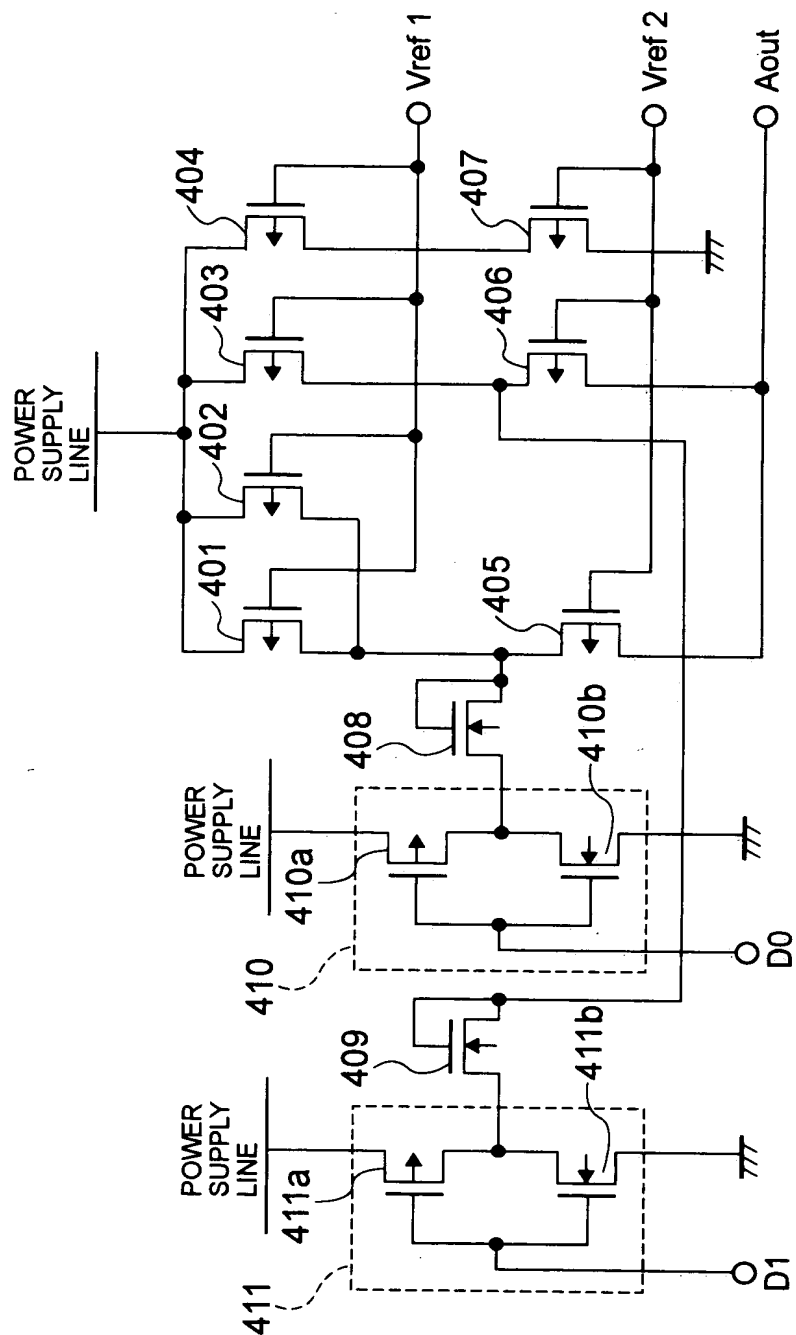 POWER
SUPPLY
LINE
401
402
403
404
Vref 1
405
406
407
Vref 2
Aout
POWER
SUPPLY
LINE
408
410
410a
410b
D0
POWER
SUPPLY
LINE
409
411
411a
411b
D1